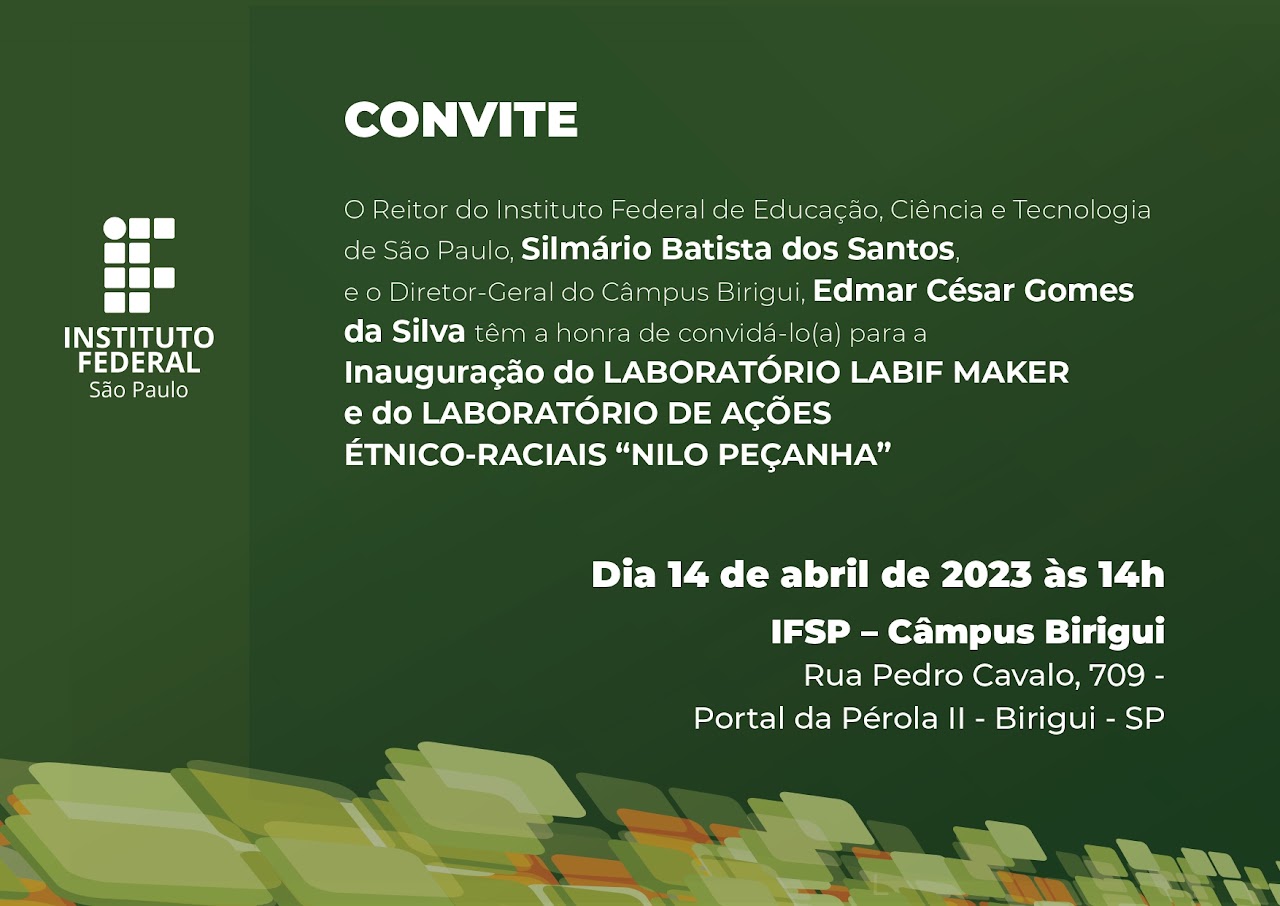 CONVITE
O Reitor do Instituto Federal de Educação, Ciência e Tecnologia
de São Paulo, Silmário Batista dos Santos,
e o Diretor-Geral do Câmpus Birigui, Edmar César Gomes
da Silva têm a honra de convidá-lo(a) para a
Inauguração do LABORATÓRIO LABIF MAKER
e do LABORATÓRIO DE AÇÕES
ÉTNICO-RACIAIS “NILO PEÇANHA”
INSTITUTO
FEDERAL
São Paulo
Dia 14 de abril de 2023 às 14h
IFSP – Câmpus Birigui
Rua Pedro Cavalo, 709 -
Portal da Pérola II - Birigui - SP